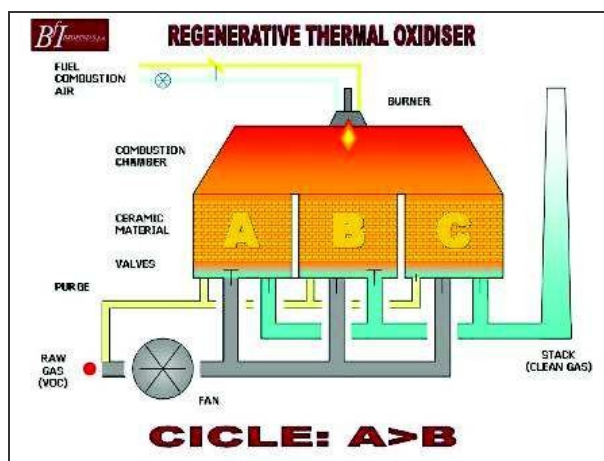 BfI
REGENERATIVE THERMAL OXIDISER
FUEL
COMBUSTION
AIR
BURNER
COMBUSTION
CHAMBER
CERAMIC
MATERIAL
A B C
VALVES
PURGE
RAW
GAS
(VOC)
FAN
STACK
(CLEAN GAS)
CICLE: A>B